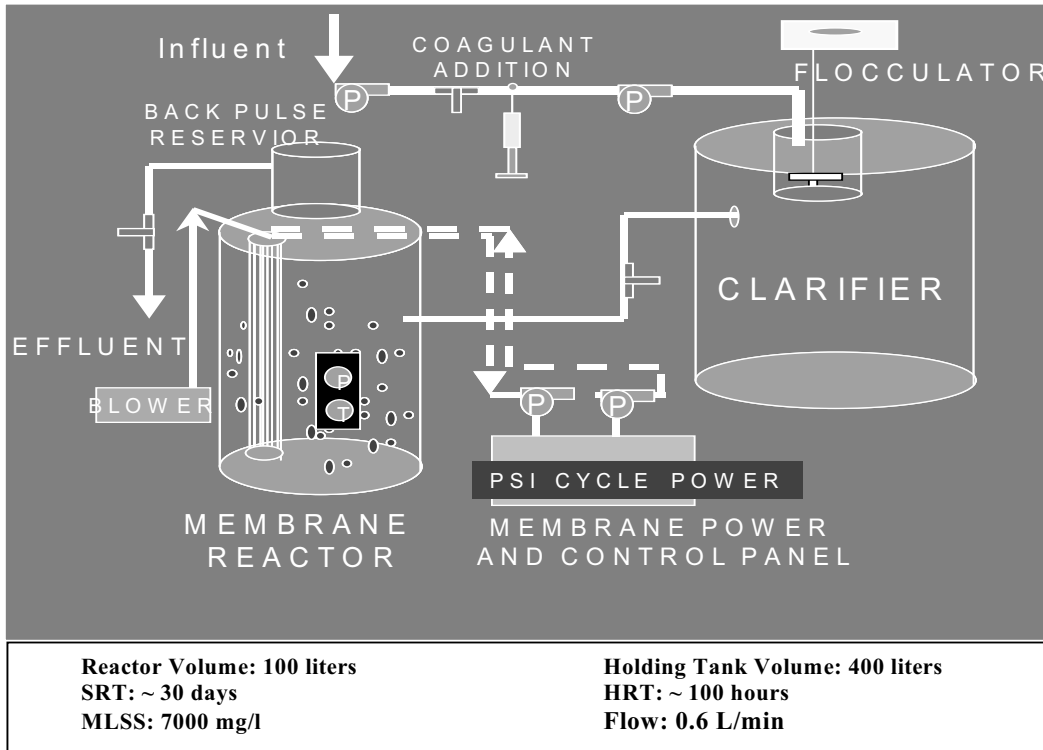 Influent
COAGULANT
ADDITION
FLOCCULATOR
P
P
BACK PULSE
RESERVIOR
CLARIFIER
EFFLUENT
BLOWER
P
T
P
P
PSI CYCLE POWER
MEMBRANE
REACTOR
MEMBRANE POWER
AND CONTROL PANEL
Reactor Volume: 100 liters
SRT: ~ 30 days
MLSS: 7000 mg/l
Holding Tank Volume: 400 liters
HRT: ~ 100 hours
Flow: 0.6 L/min